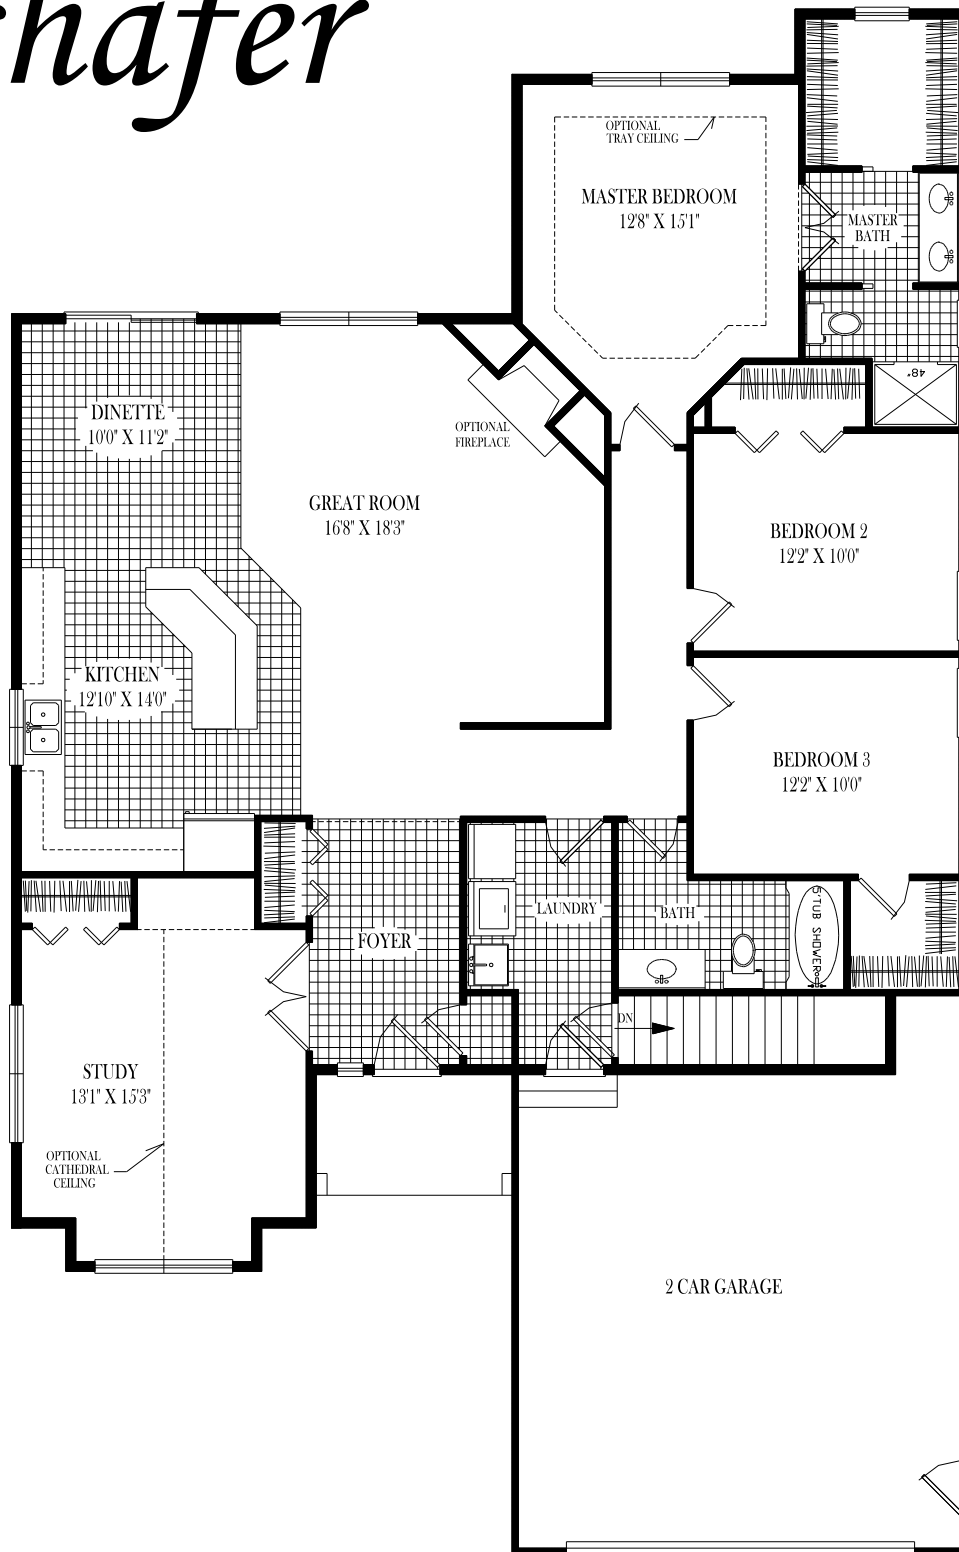 hafer
OPTIONAL
TRAY CEILING
MASTER BEDROOM
12'8" X 15'1"
MASTER
BATH
48"
DINETTE
10'0" X 11'2"
OPTIONAL
FIREPLACE
GREAT ROOM
16'8" X 18'3"
BEDROOM 2
12'2" X 10'0"
KITCHEN
12'10" X 14'0"
BEDROOM 3
12'2" X 10'0"
LAUNDRY
BATH
5'TUB SHOWER
FOYER
DN
STUDY
13'1" X 15'3"
OPTIONAL
CATHEDRAL
CEILING
2 CAR GARAGE